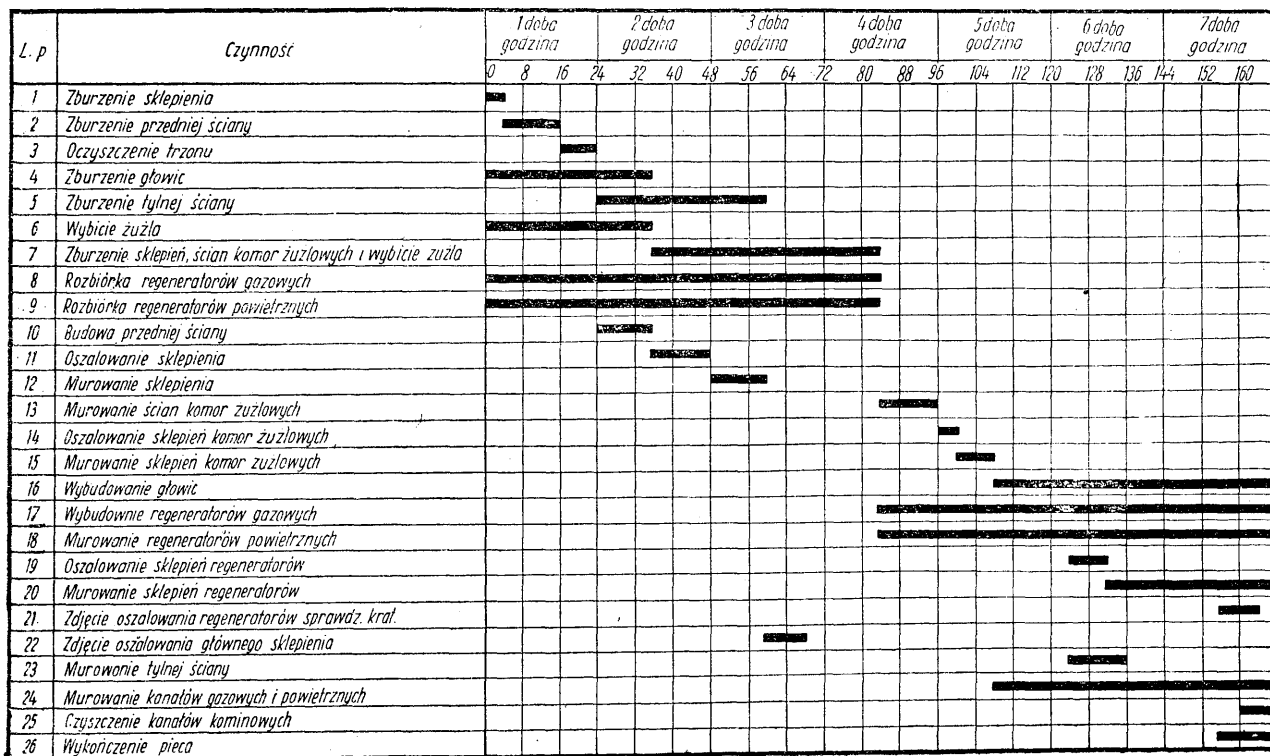 L. p Czynność 1 doba godzina 2 doba godzina 3 doba godzina 4 doba godzina 5 doba godzina 6 doba godzina 7 doba godzina
0 8 16 24 32 40 48 56 64 72 80 88 96 104 112 120 128 136 144 152 160
1 Zburzenie sklepienia
2 Zburzenie przedniej ściany
3 Oczyszczenie trzonu
4 Zburzenie głowic
5 Zburzenie tylnej ściany
6 Wybicie żużla
7 Zburzenie sklepień, ścian komor żużlowych i wybicie żużla
8 Rozbiórka regeneratorów gazowych
9 Rozbiórka regeneratorów powietrznych
10 Budowa przedniej ściany
11 Oszalowanie sklepienia
12 Murowanie sklepienia
13 Murowanie ścian komor żużlowych
14 Oszalowanie sklepień komor żużlowych
15 Murowanie sklepień komor żużlowych
16 Wybudowanie głowic
17 Wybudownie regeneratorów gazowych
18 Murowanie regeneratorów powietrznych
19 Oszalowanie sklepień regeneratorów
20 Murowanie sklepień regeneratorów
21 Zdjęcie oszalowania regeneratorów sprawdz. krat.
22 Zdjęcie oszalowania głównego sklepienia
23 Murowanie tylnej ściany
24 Murowanie kanałów gazowych i powietrznych
25 Czyszczenie kanałów kominowych
26 Wykończenie pieca